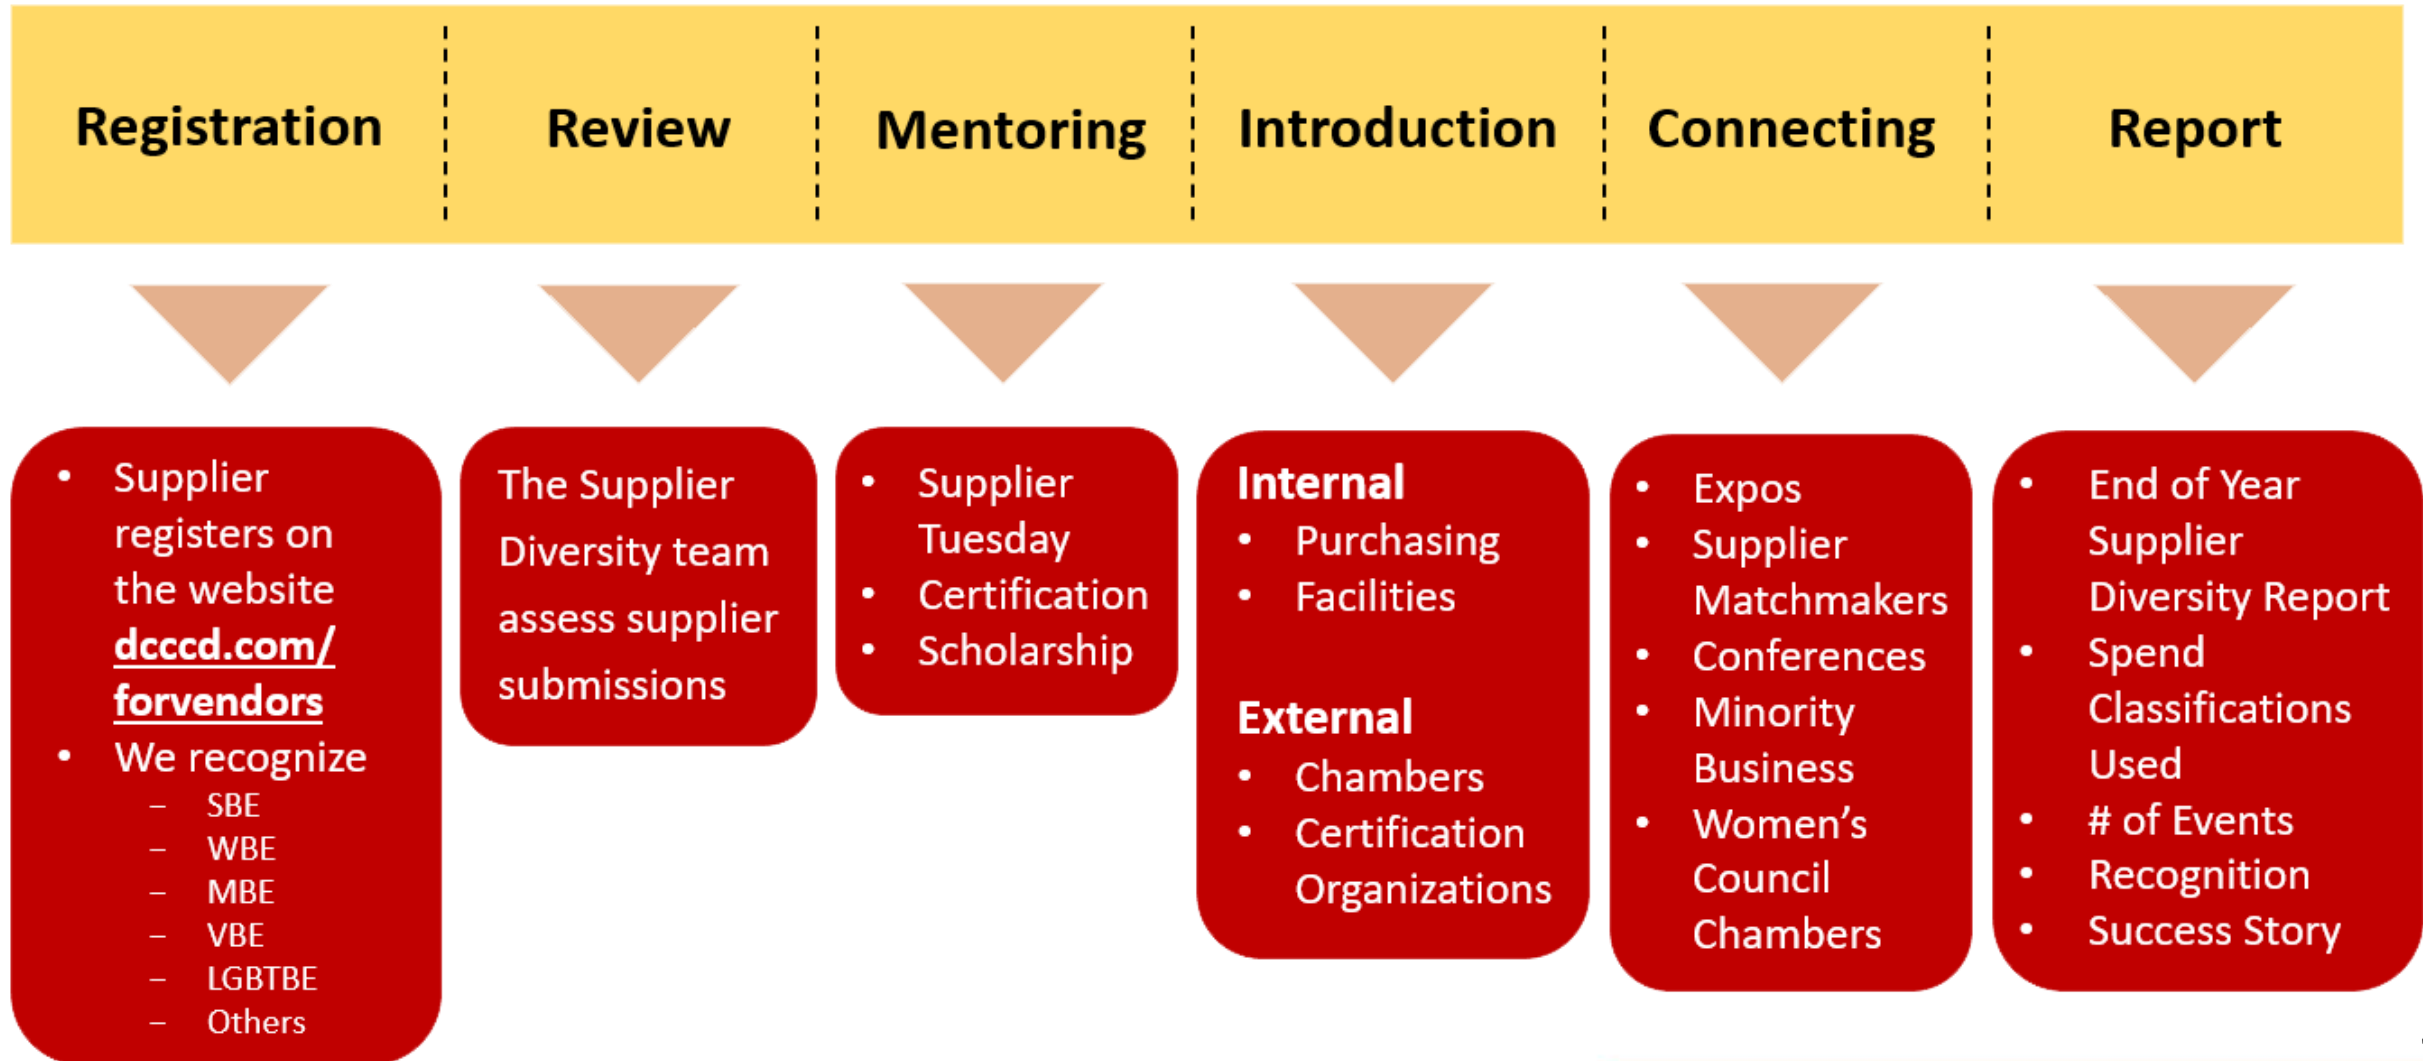 Registration
Review
Mentoring
Introduction
Connecting
Report
• Supplier
registers on
the website
dcccd.com/
forvendors
• We recognize
– SBE
– WBE
– MBE
– VBE
– LGBTBE
– Others
The Supplier
Diversity team
assess supplier
submissions
• Supplier
Tuesday
• Certification
• Scholarship
Internal
• Purchasing
• Facilities
External
• Chambers
• Certification
Organizations
• Expos
• Supplier
Matchmakers
• Conferences
• Minority
Business
• Women’s
Council
Chambers
• End of Year
Supplier
Diversity Report
• Spend
Classifications
Used
• # of Events
• Recognition
• Success Story